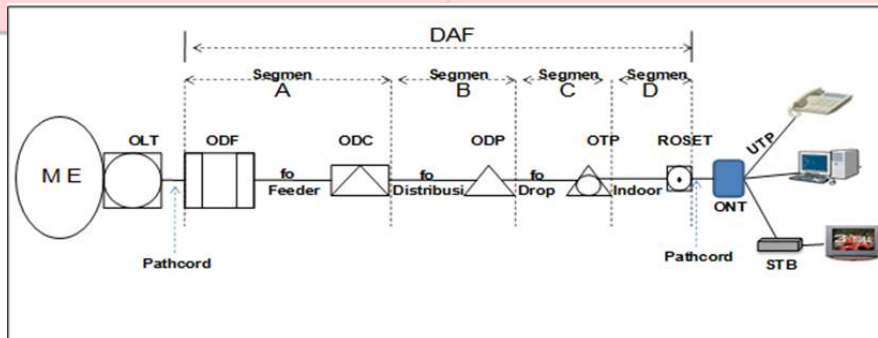 DAF
Segmen Segmen Segmen Segmen
A B C D
OLT ODF ODC ODP OTP ROSET
UTP
M E
fo fo fo
Feeder Distribusi Drop Indoor
ONT
Pathcord Pathcord
STB